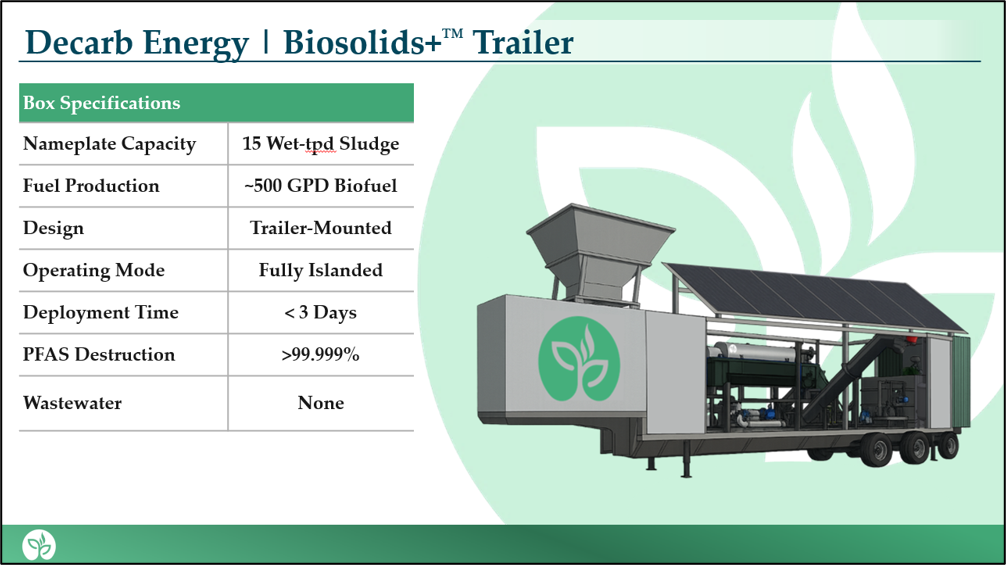 Decarb Energy | Biosolids+™ Trailer
Box Specifications
Nameplate Capacity 15 Wet-tpd Sludge
Fuel Production ~500 GPD Biofuel
Design Trailer-Mounted
Operating Mode Fully Islanded
Deployment Time < 3 Days
PFAS Destruction >99.999%
Wastewater None